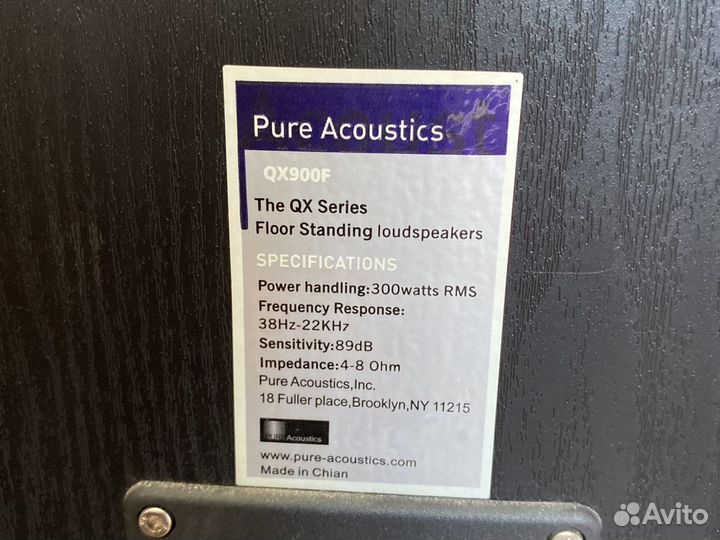 Pure Acoustics
QX900F
The QX Series
Floor Standing loudspeakers
SPECIFICATIONS
Power handling:300watts RMS
Frequency Response:
38Hz-22KHz
Sensitivity:89dB
Impedance:4-8 Ohm
Pure Acoustics,Inc.
18 Fuller place,Brooklyn,NY 11215
Acoustics
www.pure-acoustics.com
Made in Chian
Avito